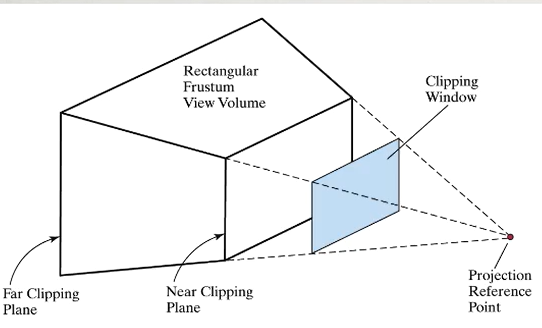 Rectangular
Frustum
View Volume
Clipping
Window
Far Clipping
Plane
Near Clipping
Plane
Projection
Reference
Point